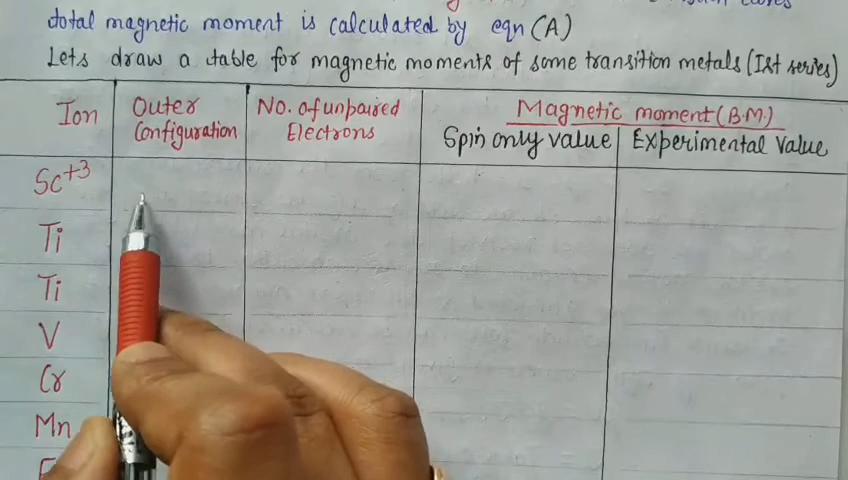 total magnetic moment is calculated by eqn (A)
Lets draw a table for magnetic moments of some transition metals (Ist series)
Ion
Outer Configuration
No. of unpaired Electrons
Magnetic moment (B.M.)
Spin only value
Experimental value
Sc+3
Ti
Ti
V
Cr
Mn